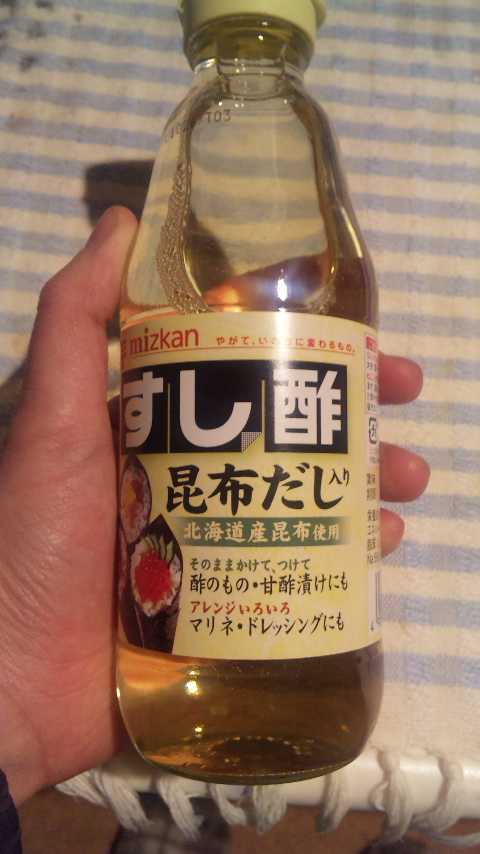 mizkan
やがて、いのちに変わるもの。
すし酢
昆布だし入り
北海道産昆布使用
そのままかけて、つけて
酢のもの・甘酢漬けにも
アレンジいろいろ
マリネ・ドレッシングにも